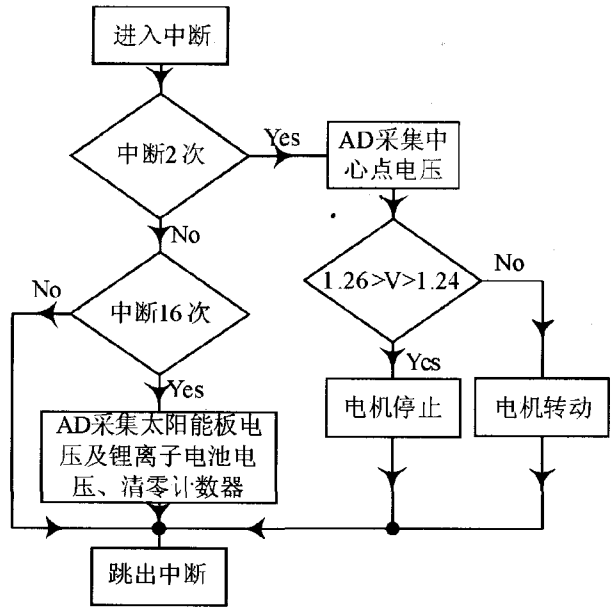 进入中断
中断2次
Yes
AD采集中
心点电压
No
1.26>V>1.24
No
No
中断16次
Yes
Yes
AD采集太阳能板电
压及锂离子电池电
压、清零计数器
电机停止
电机转动
跳出中断